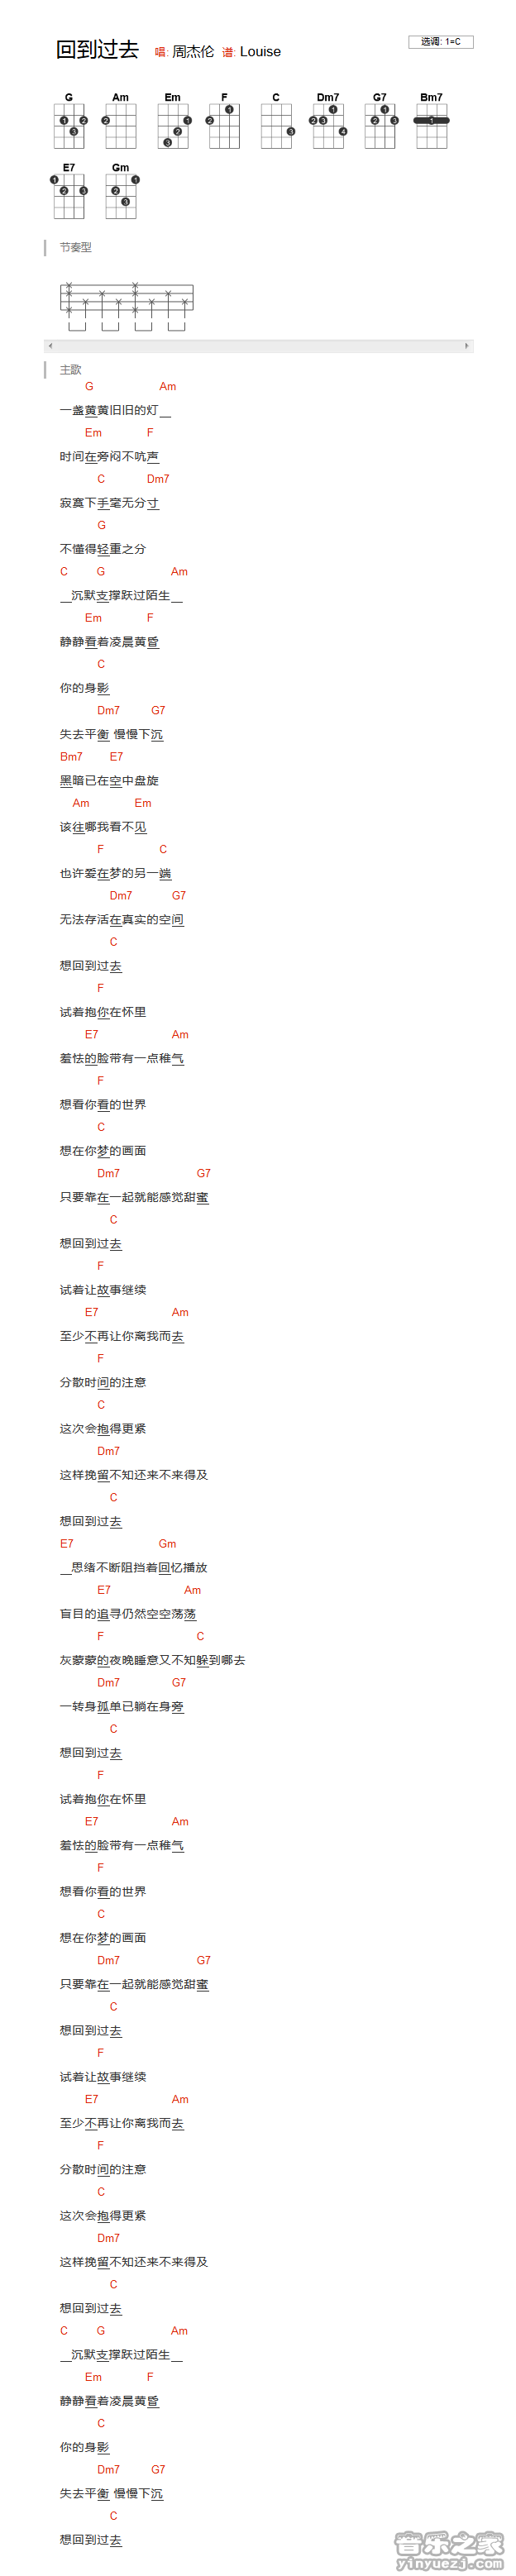 回到过去 唱: 周杰伦 谱: Louise
选调: 1=C
G Am Em F C Dm7 G7 Bm7
E7 Gm
节奏型
主歌
G Am
一盏黄黄旧旧的灯__
Em F
时间在旁闷不吭声
C Dm7
寂寞下手毫无分寸
G
不懂得轻重之分
C G Am
__沉默支撑跃过陌生__
Em F
静静看着凌晨黄昏
C
你的身影
Dm7 G7
失去平衡 慢慢下沉
Bm7 E7
黑暗已在空中盘旋
Am Em
该往哪我看不见
F C
也许爱在梦的另一端
Dm7 G7
无法存活在真实的空间
C
想回到过去
F
试着抱你在怀里
E7 Am
羞怯的脸带有一点稚气
F
想看你看的世界
C
想在你梦的画面
Dm7 G7
只要靠在一起就能感觉甜蜜
C
想回到过去
F
试着让故事继续
E7 Am
至少不再让你离我而去
F
分散时间的注意
C
这次会抱得更紧
Dm7
这样挽留不知还来不来得及
C
想回到过去
E7 Gm
__思绪不断阻挡着回忆播放
E7 Am
盲目的追寻仍然空空荡荡
F C
灰蒙蒙的夜晚睡意又不知躲到哪去
Dm7 G7
一转身孤单已躺在身旁
C
想回到过去
F
试着抱你在怀里
E7 Am
羞怯的脸带有一点稚气
F
想看你看的世界
C
想在你梦的画面
Dm7 G7
只要靠在一起就能感觉甜蜜
C
想回到过去
F
试着让故事继续
E7 Am
至少不再让你离我而去
F
分散时间的注意
C
这次会抱得更紧
Dm7
这样挽留不知还来不来得及
C
想回到过去
C G Am
__沉默支撑跃过陌生__
Em F
静静看着凌晨黄昏
C
你的身影
Dm7 G7
失去平衡 慢慢下沉
C
想回到过去
音乐之家
yinyuezj.com